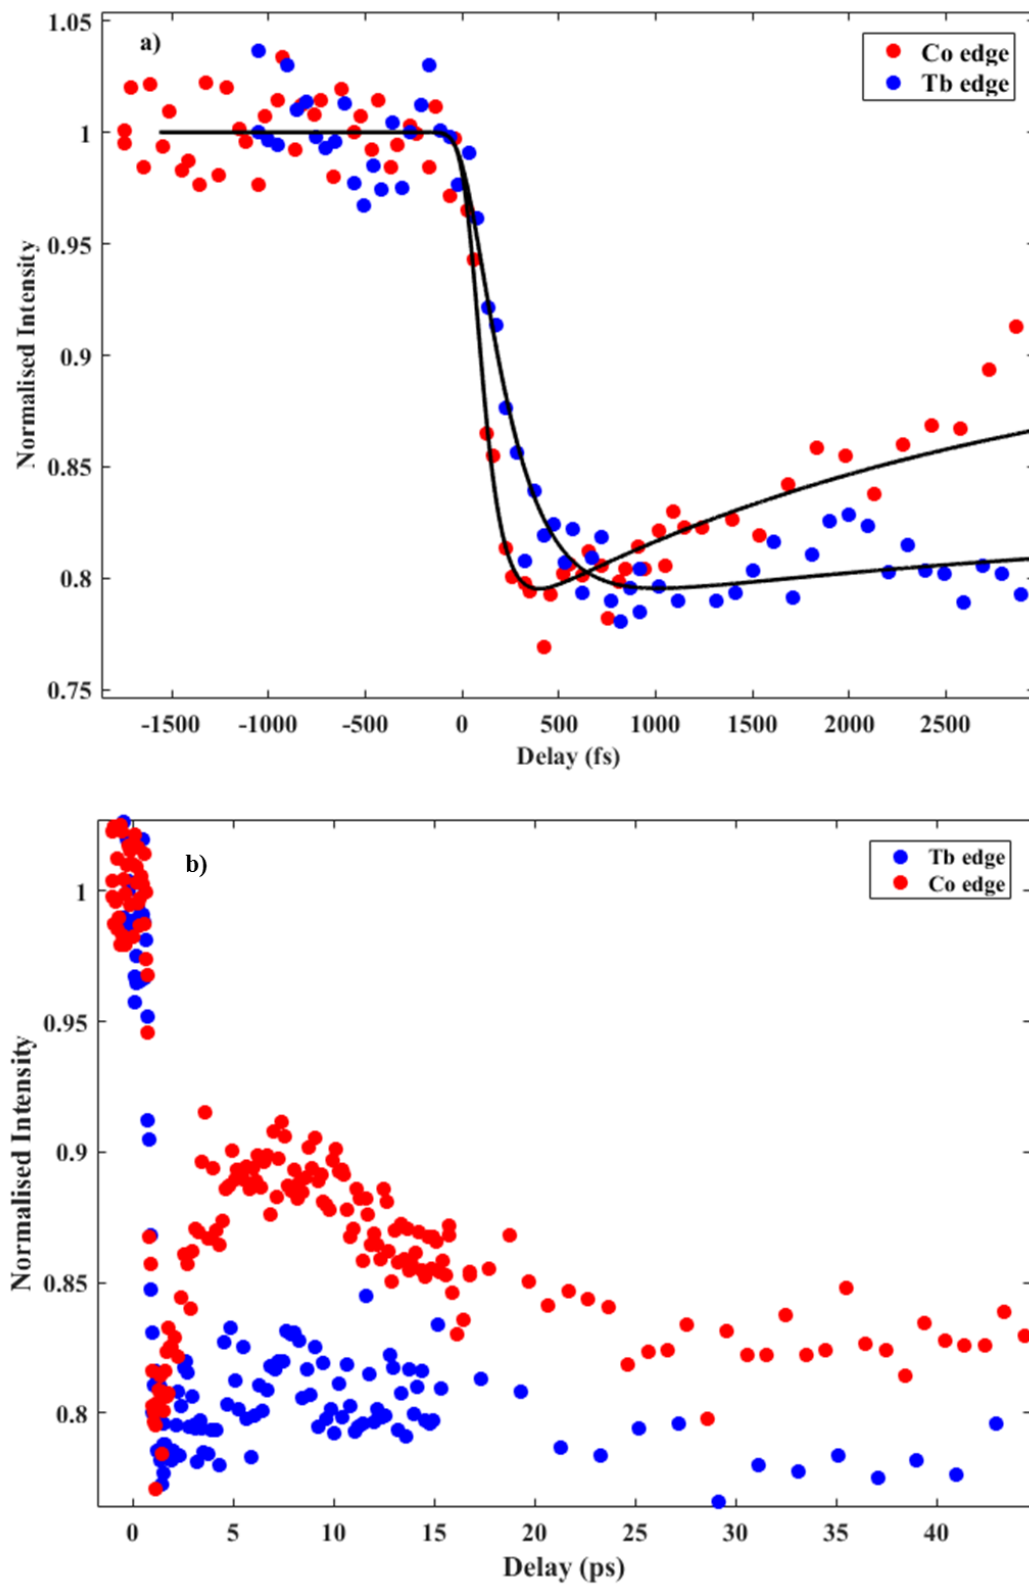 a)
Co edge
Tb edge
1.05
1
0.95
0.9
0.85
0.8
0.75
Normalised Intensity
-1500 -1000 -500 0 500 1000 1500 2000 2500
Delay (fs)
b)
Tb edge
Co edge
1
0.95
0.9
0.85
0.8
Normalised Intensity
0 5 10 15 20 25 30 35 40
Delay (ps)